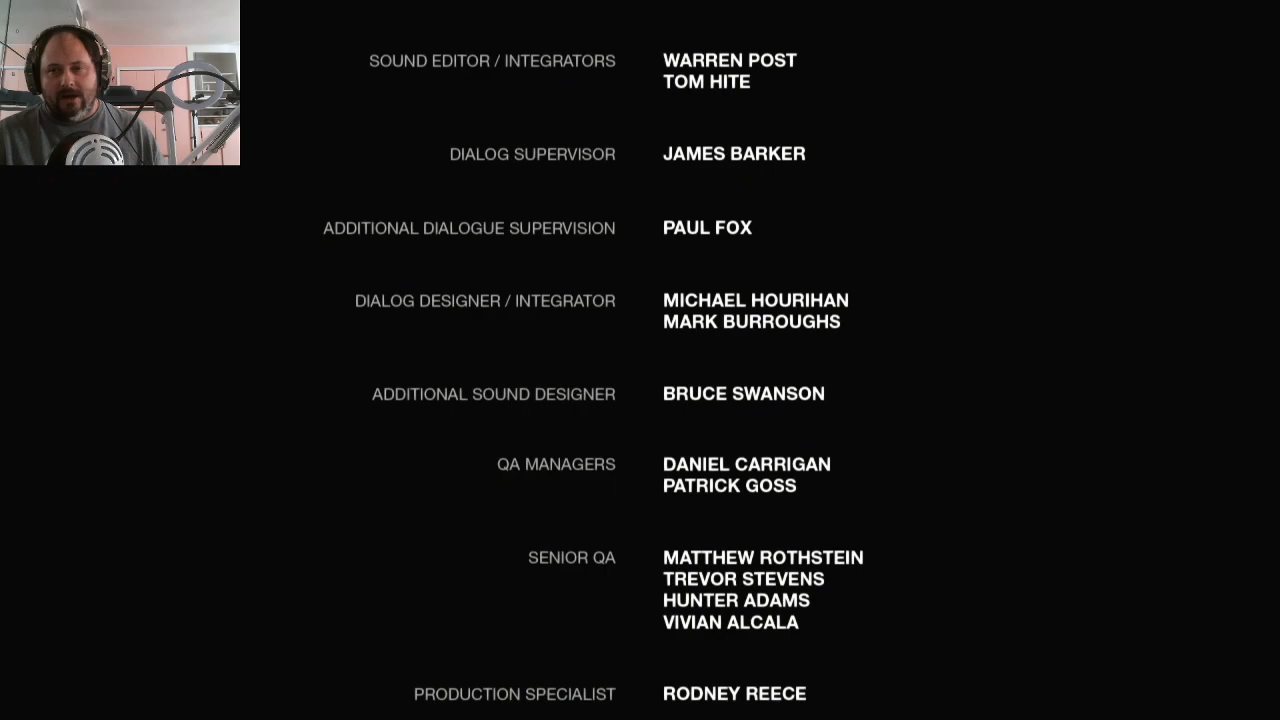 SOUND EDITOR / INTEGRATORS WARREN POST
TOM HITE
DIALOG SUPERVISOR JAMES BARKER
ADDITIONAL DIALOGUE SUPERVISION PAUL FOX
DIALOG DESIGNER / INTEGRATOR MICHAEL HOURIHAN
MARK BURROUGHS
ADDITIONAL SOUND DESIGNER BRUCE SWANSON
QA MANAGERS DANIEL CARRIGAN
PATRICK GOSS
SENIOR QA MATTHEW ROTHSTEIN
TREVOR STEVENS
HUNTER ADAMS
VIVIAN ALCALA
PRODUCTION SPECIALIST RODNEY REECE